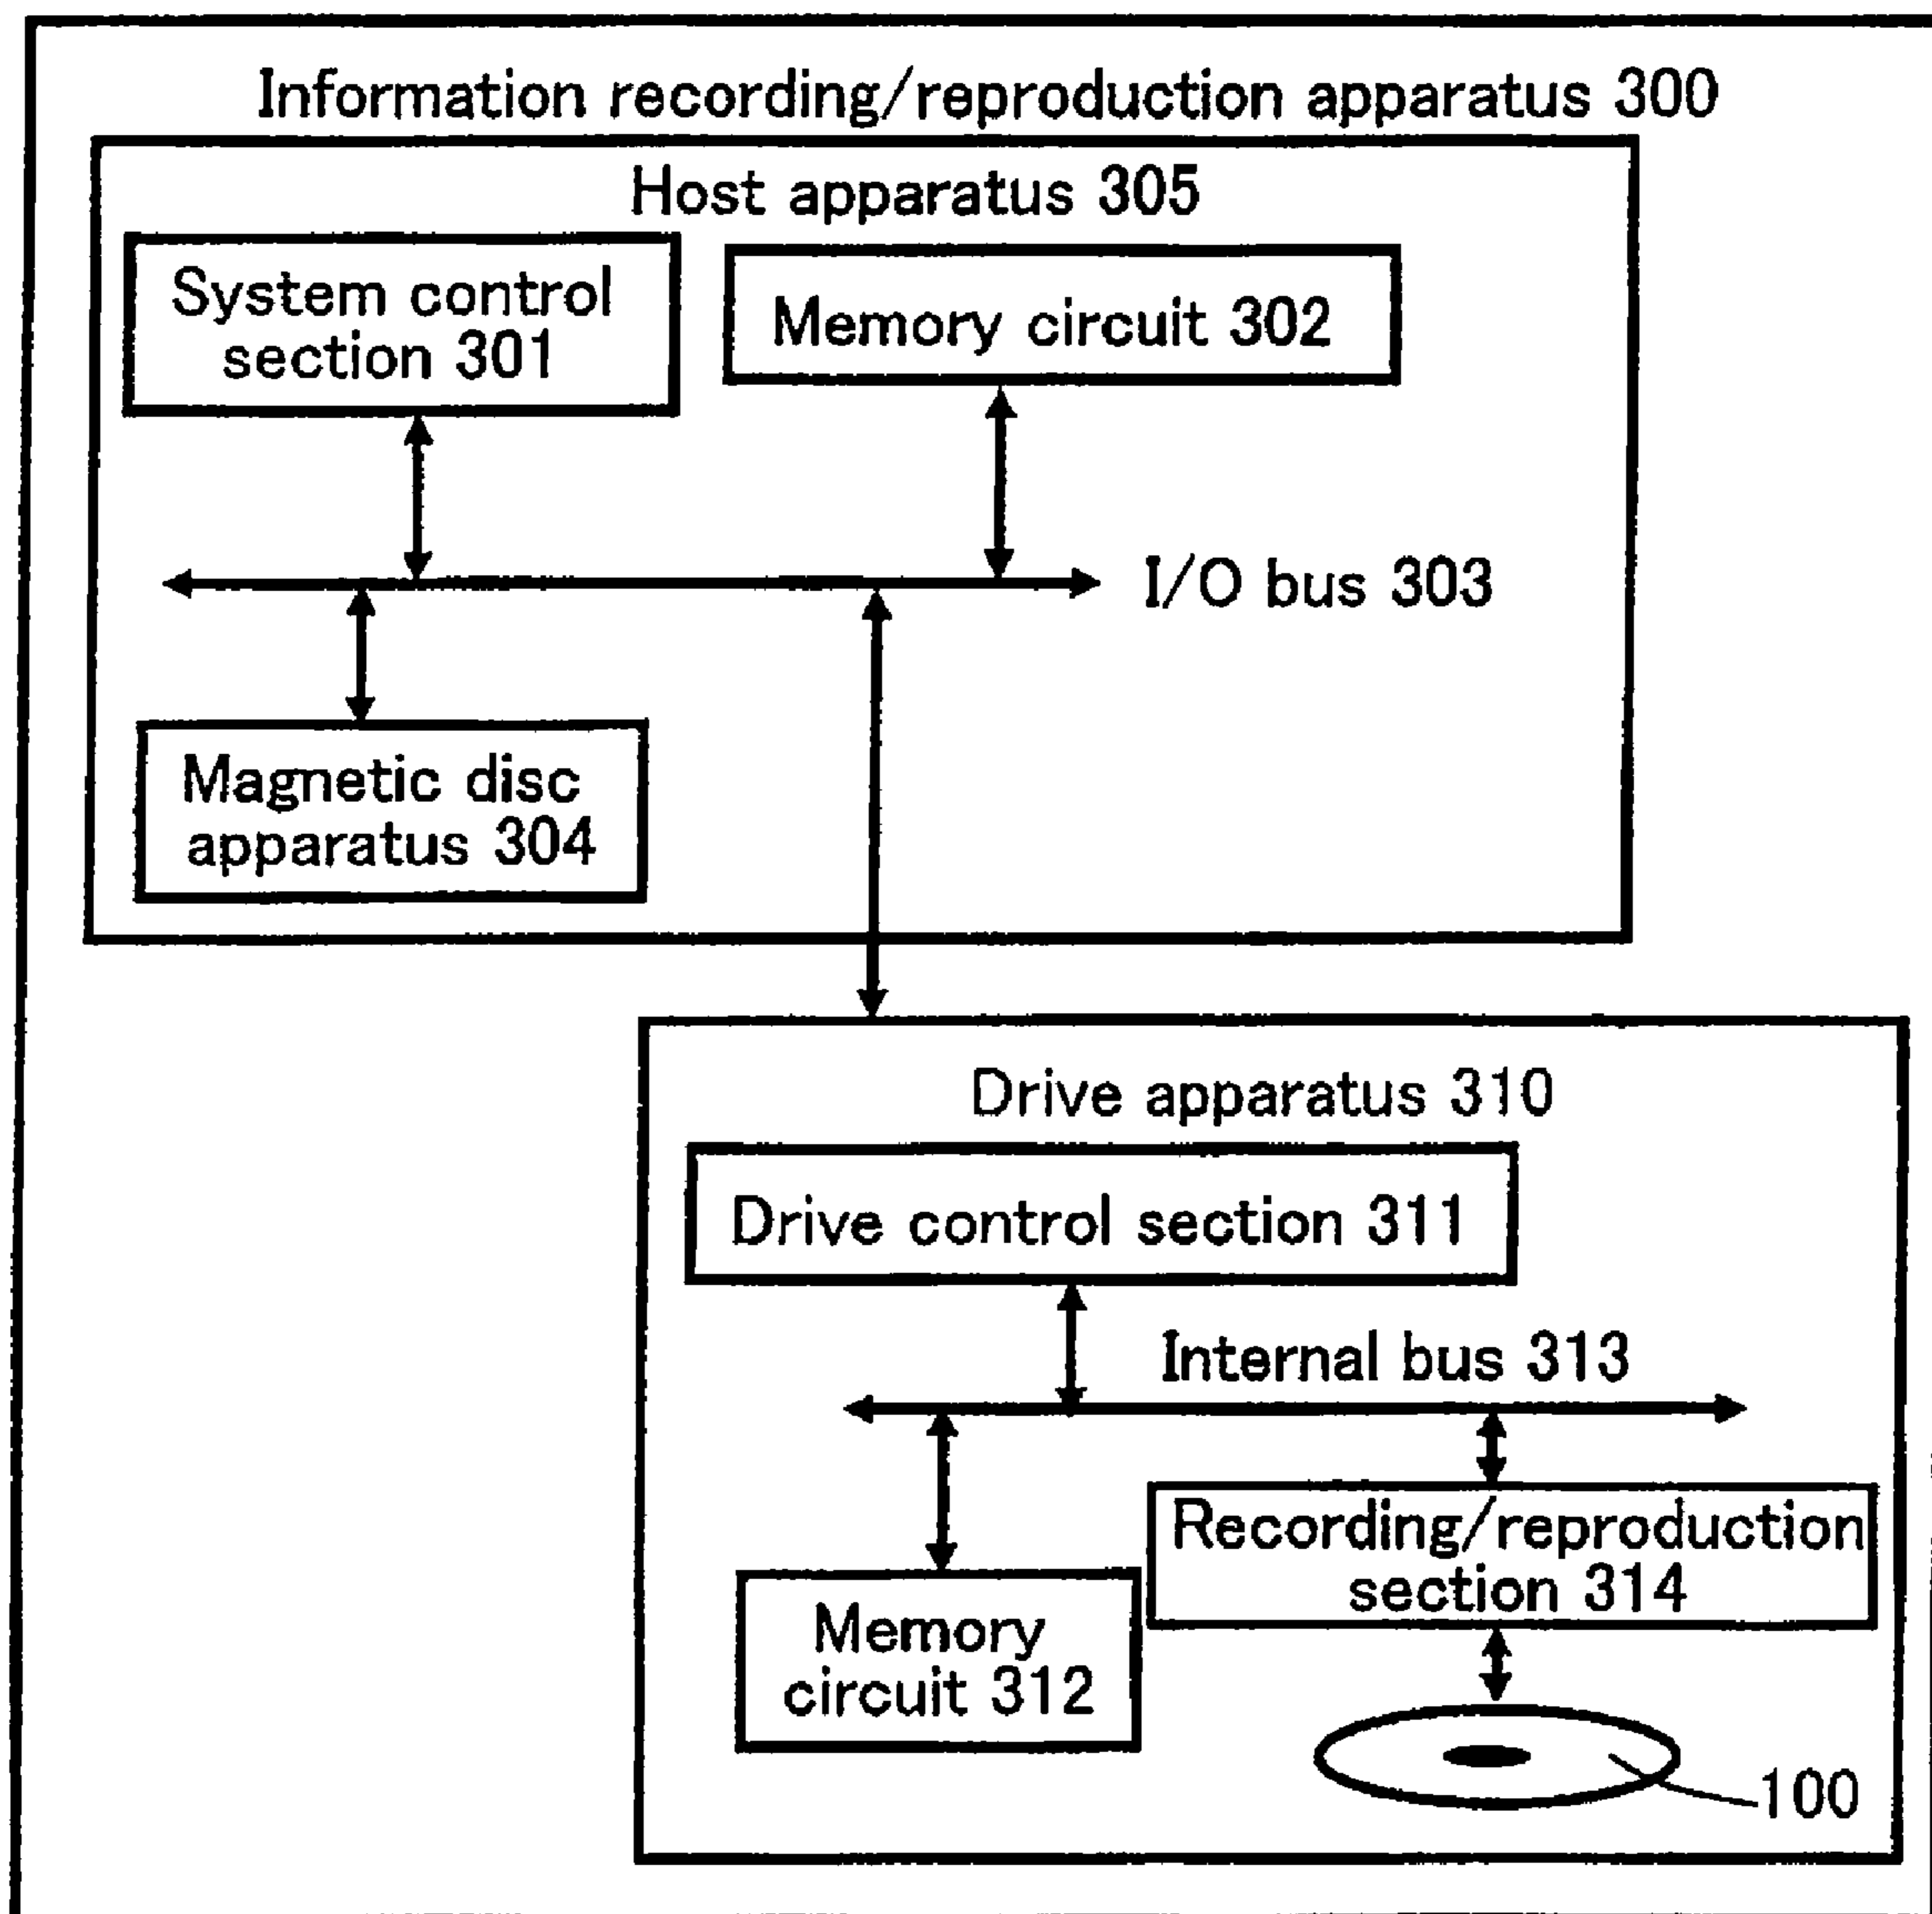 Information recording/reproduction apparatus 300
Host apparatus 305
System control
section 301
Memory circuit 302
I/O bus 303
Magnetic disc
apparatus 304
Drive apparatus 310
Drive control section 311
Internal bus 313
Recording/reproduction
section 314
Memory
circuit 312
100